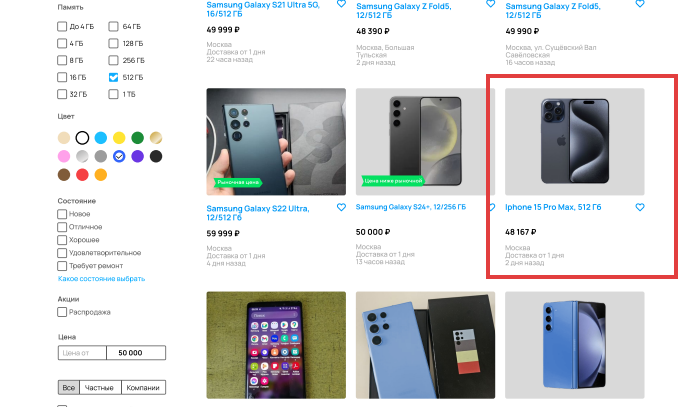 Память
До 4 ГБ
64 ГБ
4 ГБ
128 ГБ
8 ГБ
256 ГБ
16 ГБ
512 ГБ
32 ГБ
1 ТБ
Цвет
Состояние
Новое
Отличное
Хорошее
Удовлетворительное
Требует ремонт
Какое состояние выбрать
Акции
Распродажа
Цена
Цена от
50 000
Все
Частные
Компании
Samsung Galaxy S21 Ultra 5G,
16/512 ГБ
49 999 ₽
Москва
Доставка от 1 дня
22 часа назад
Samsung Galaxy Z Fold5,
12/512 ГБ
48 390 ₽
Москва, Большая
Тульская
2 дня назад
Samsung Galaxy Z Fold5,
12/512 ГБ
49 990 ₽
Москва, ул. Сущёвский Вал
Савёловская
16 часов назад
Рыночная цена
Samsung Galaxy S22 Ultra,
12/512 ГБ
59 999 ₽
Москва
Доставка от 1 дня
4 дня назад
Цена ниже рыночной
Samsung Galaxy S24+, 12/256 ГБ
50 000 ₽
Москва
Доставка от 1 дня
13 часов назад
Iphone 15 Pro Max, 512 Гб
48 167 ₽
Москва
Доставка от 1 дня
2 дня назад